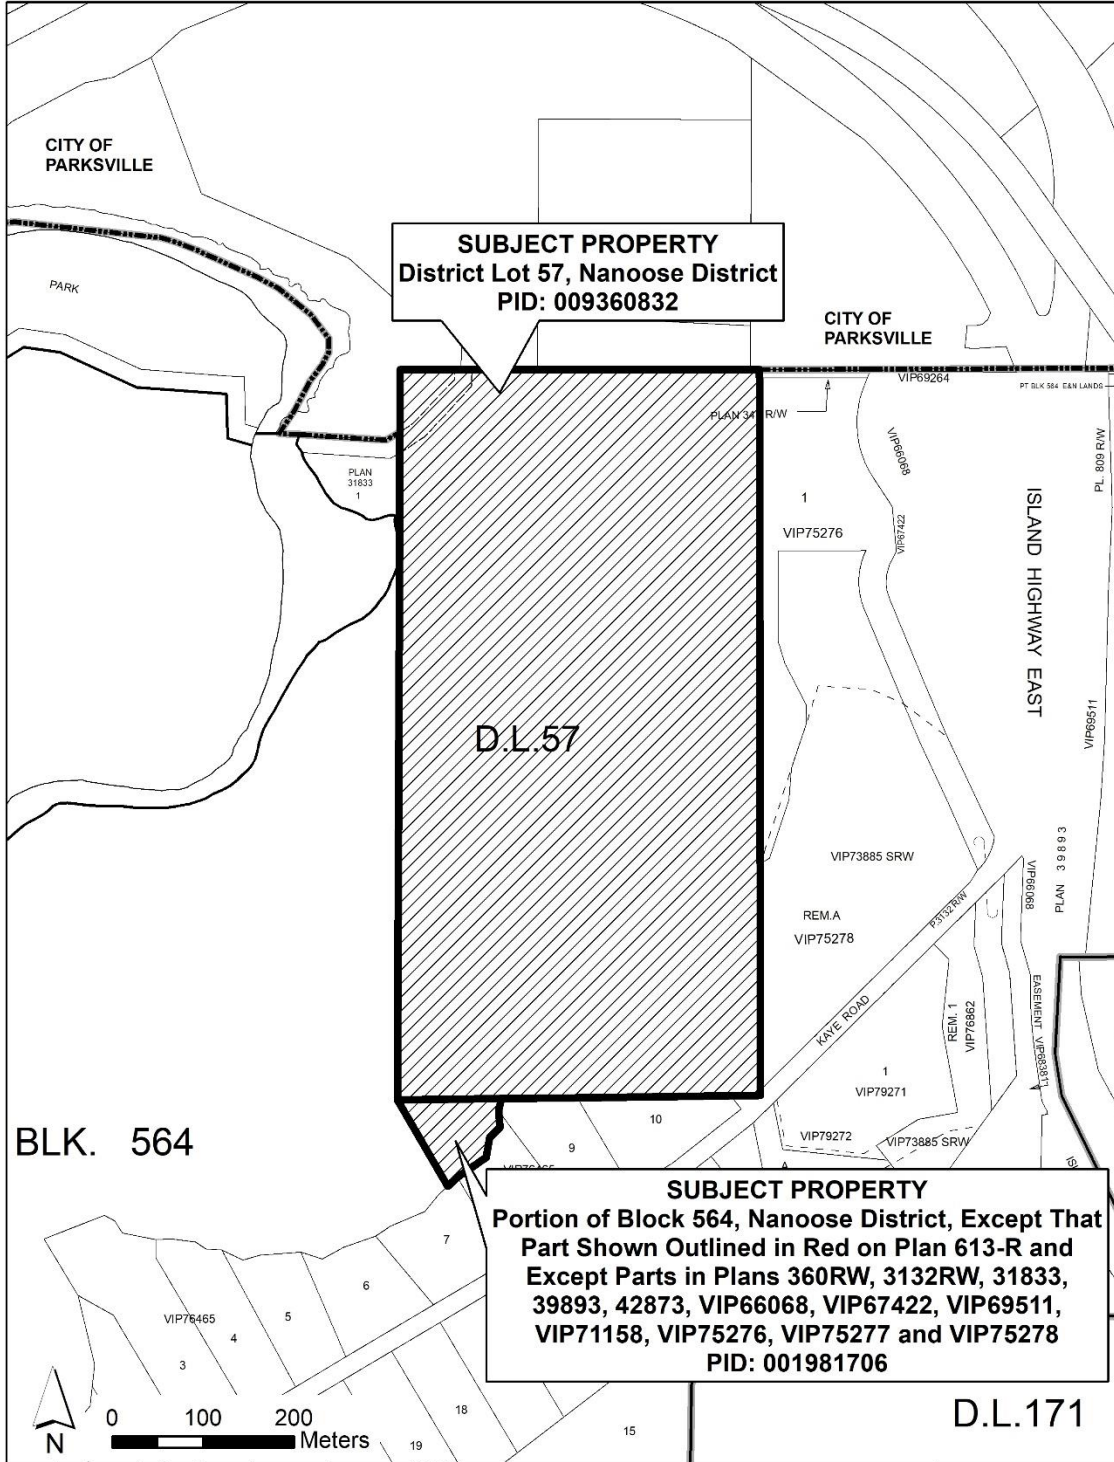 CITY OF
PARKSVILLE
PARK
SUBJECT PROPERTY
District Lot 57, Nanoose District
PID: 009360832
CITY OF
PARKSVILLE
VIP69264
PT BLK 564 E&N LANDS
R/W
VIP66068
PL. 809 R/W
PLAN
31833
1
1
VIP75276
VIP67422
ISLAND HIGHWAY EAST
D.L.57
VIP69511
PLAN 39893
VIP73885 SRW
VIP66068
REM.A
VIP75278
P.3132 R/W
KAYE ROAD
REM. 1
VIP76862
EASEMENT
1
VIP79271
BLK. 564
10
9
VIP79272
VIP73885 SRW
SUBJECT PROPERTY
Portion of Block 564, Nanoose District, Except That
Part Shown Outlined in Red on Plan 613-R and
Except Parts in Plans 360RW, 3132RW, 31833,
39893, 42873, VIP66068, VIP67422, VIP69511,
VIP71158, VIP75276, VIP75277 and VIP75278
PID: 001981706
7
6
5
VIP76465
4
3
18
19
15
D.L.171
N
0 100 200
Meters